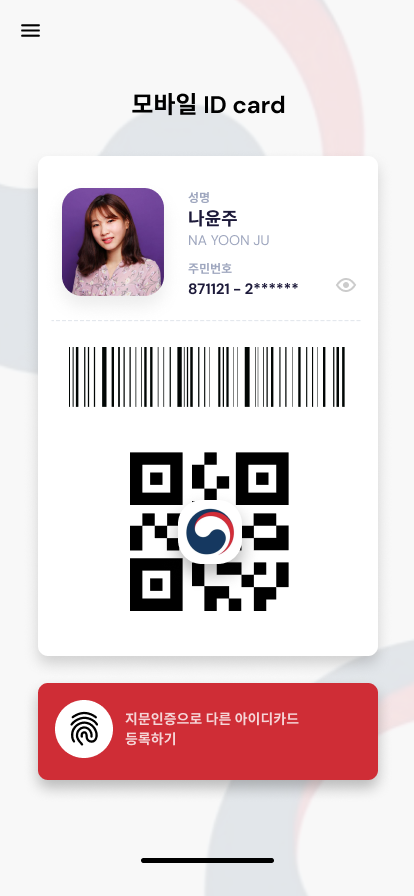 모바일 ID card
성명
나윤주
NA YOON JU
주민번호
871121 - 2******
지문인증으로 다른 아이디카드
등록하기